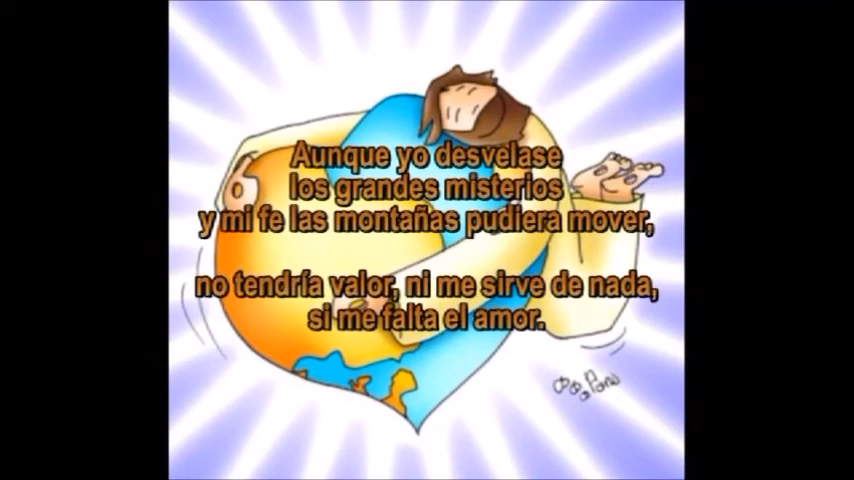 Aunque yo desvelase
los grandes misterios
y mi fe las montañas pudiera mover,
no tendría valor, ni me sirve de nada,
si me falta el amor.